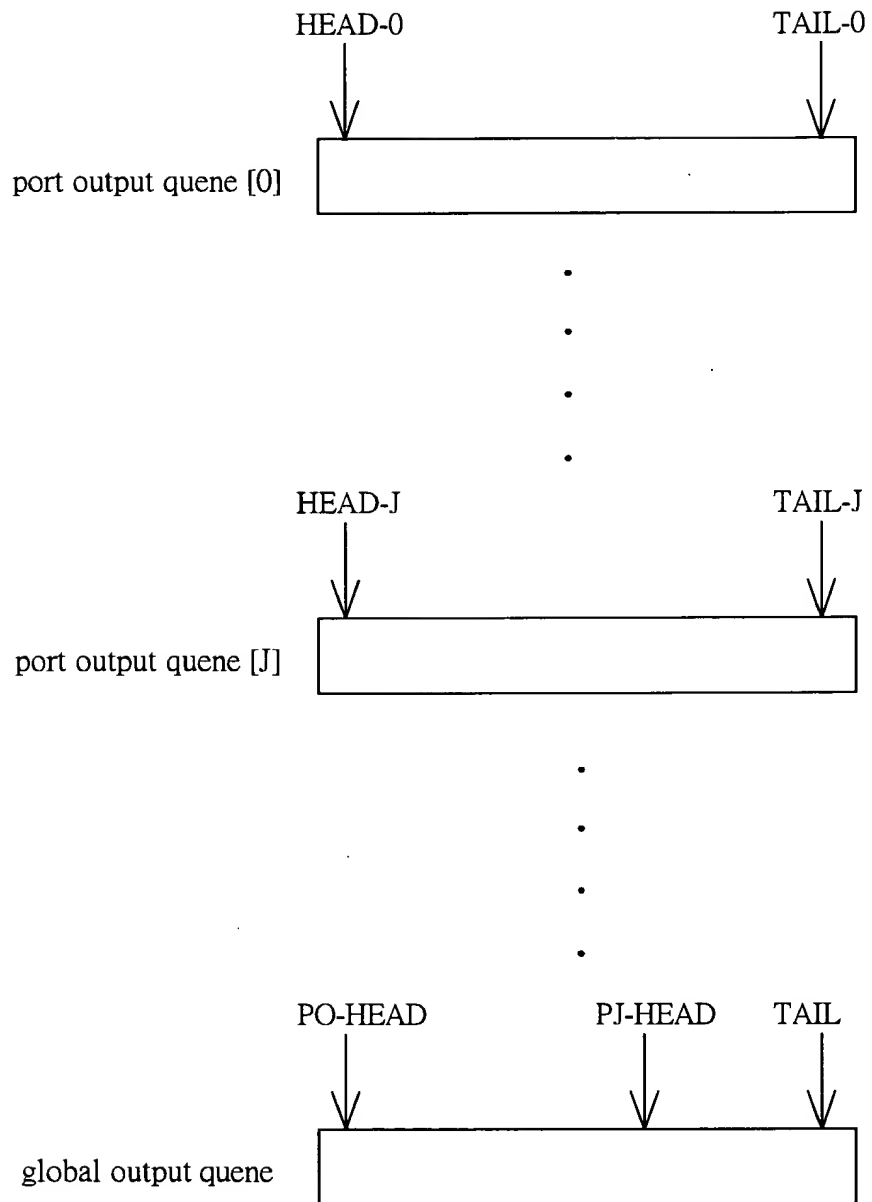 HEAD-0 TAIL-0
port output quene [0]
HEAD-J TAIL-J
port output quene [J]
PO-HEAD PJ-HEAD TAIL
global output quene